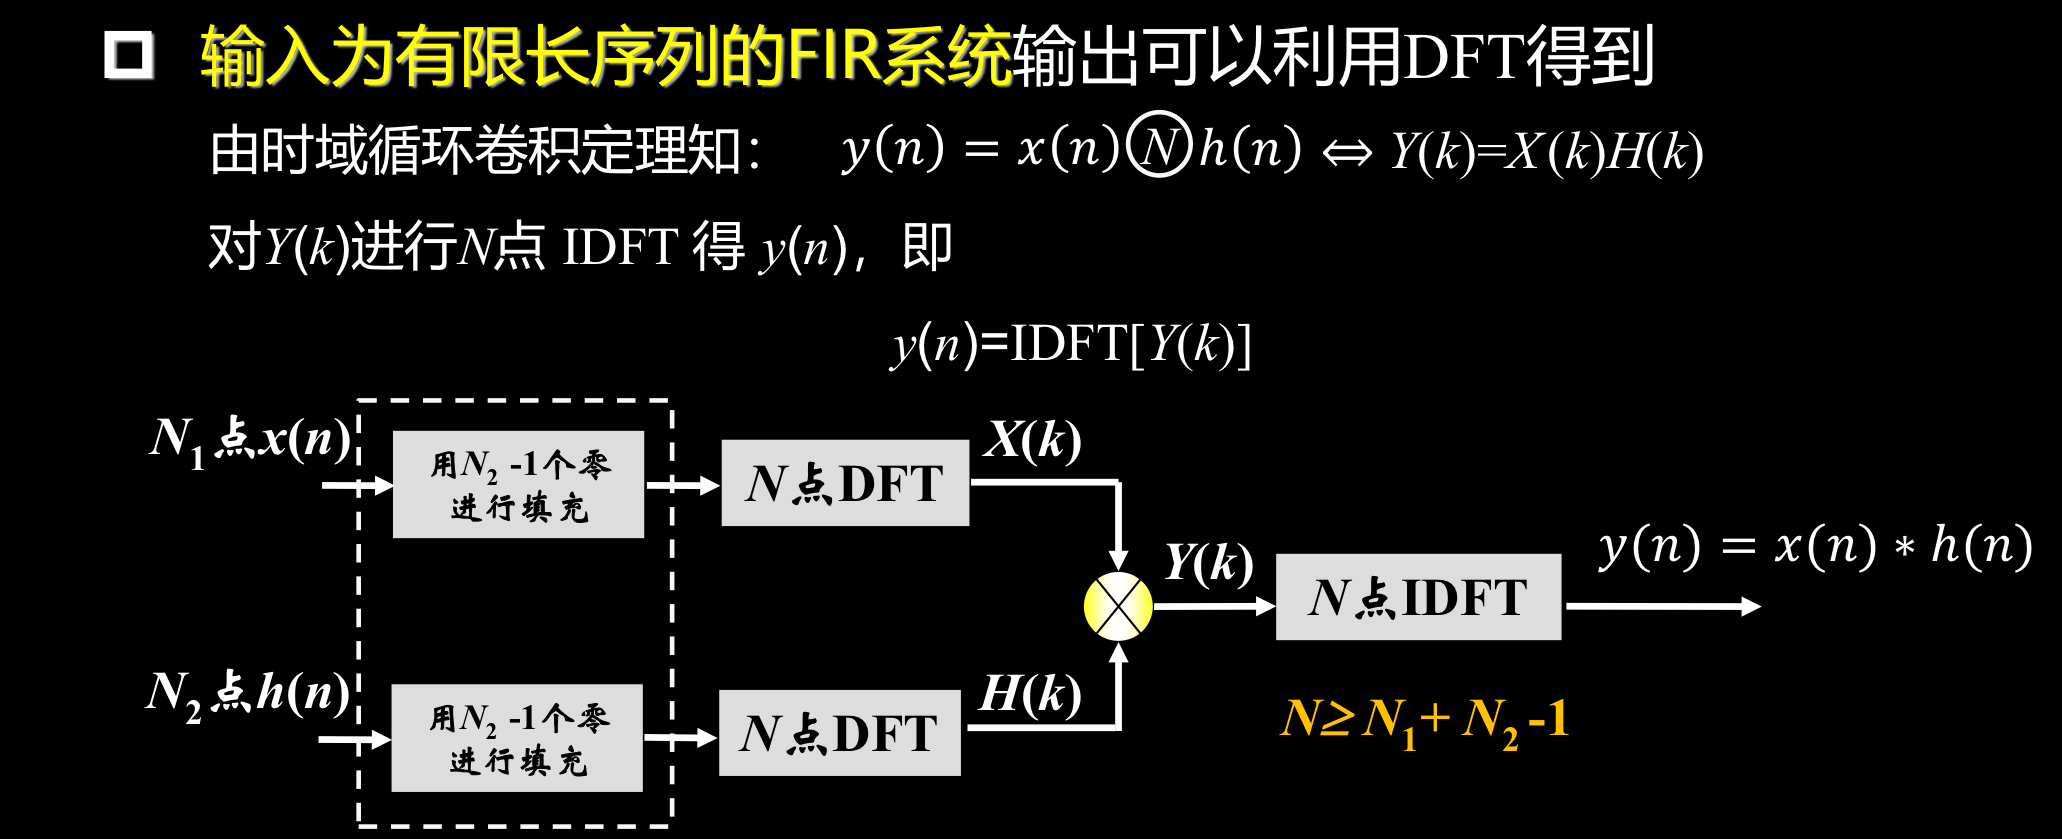 输入为有限长序列的FIR系统输出可以利用DFT得到
由时域循环卷积定理知： y(n) = x(n)Ⓝh(n) ⇔ Y(k)=X(k)H(k)
对Y(k)进行N点 IDFT 得 y(n)，即
y(n)=IDFT[Y(k)]
N₁点x(n)
用N₂ -1个零
进行填充
N点DFT
X(k)
Y(k)
N点IDFT
y(n) = x(n) ∗ h(n)
N₂点h(n)
用N₂ -1个零
进行填充
N点DFT
H(k)
N≥N₁+ N₂ -1